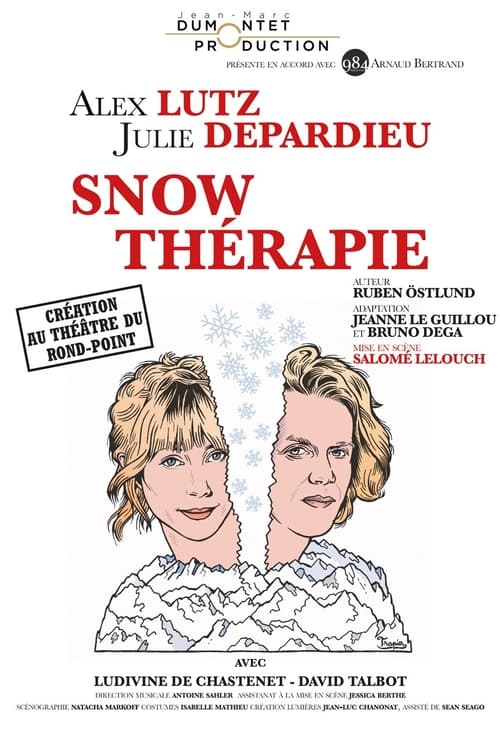 Jean-Marc
DUMONTET
PRODUCTION
PRÉSENTE EN ACCORD AVEC 984 ARNAUD BERTRAND
ALEX LUTZ
JULIE DEPARDIEU
SNOW
THÉRAPIE
AUTEUR
RUBEN ÖSTLUND
ADAPTATION
JEANNE LE GUILLOU
ET BRUNO DEGA
MISE EN SCÈNE
SALOMÉ LELOUCH
CRÉATION
AU THÉÂTRE DU
ROND-POINT
Trapier
AVEC
LUDIVINE DE CHASTENET - DAVID TALBOT
DIRECTION MUSICALE ANTOINE SAHLER ASSISTANAT À LA MISE EN SCÈNE JESSICA BERTHE
SCÉNOGRAPHIE NATACHA MARKOFF COSTUMES ISABELLE MATHIEU CRÉATION LUMIÈRES JEAN-LUC CHANONAT, ASSISTÉ DE SEAN SEAGO